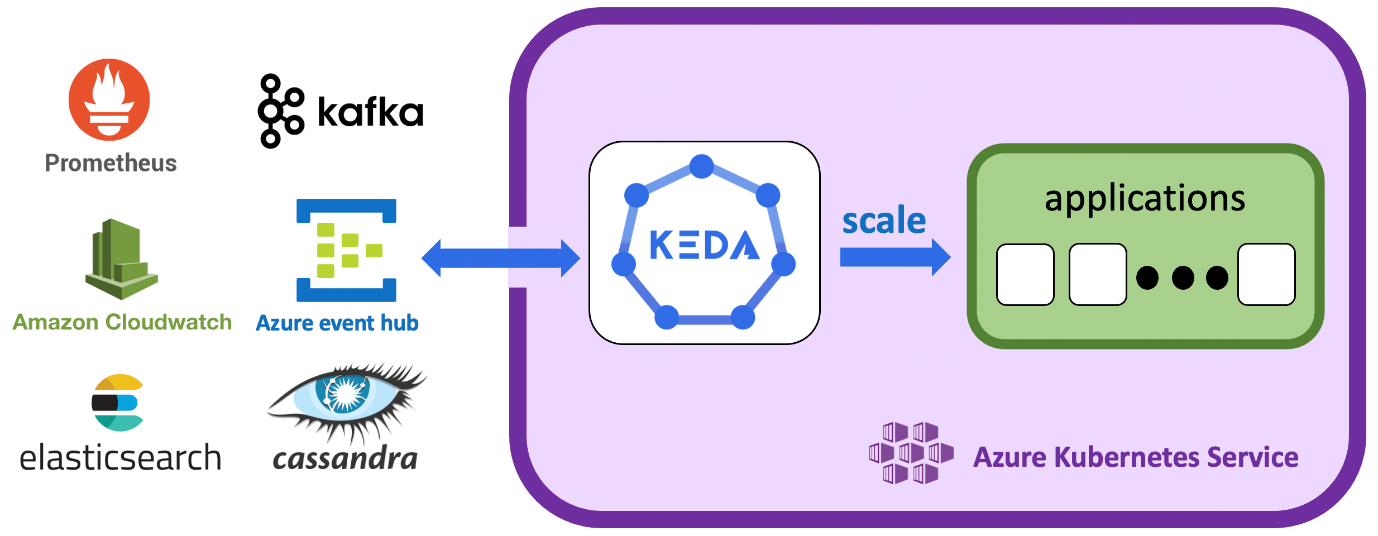 Prometheus
kafka
Amazon Cloudwatch
Azure event hub
elasticsearch
cassandra
KEDA
scale
applications
Azure Kubernetes Service